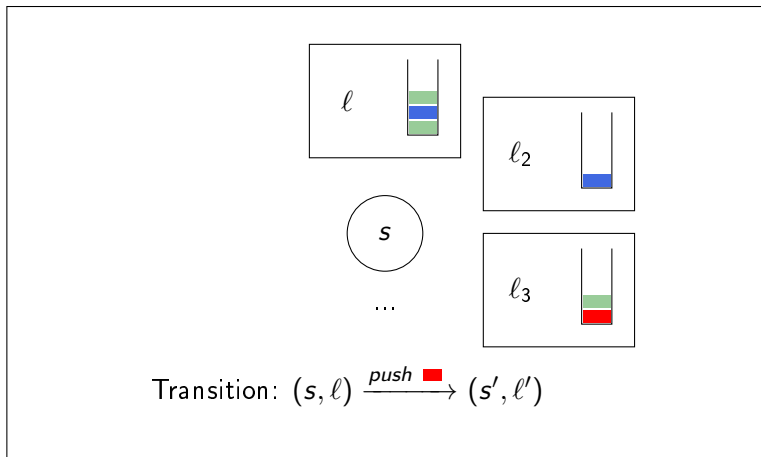 ℓ
ℓ₂
s
ℓ₃
...
Transition: (s, ℓ) push ⟶ (s′, ℓ′)